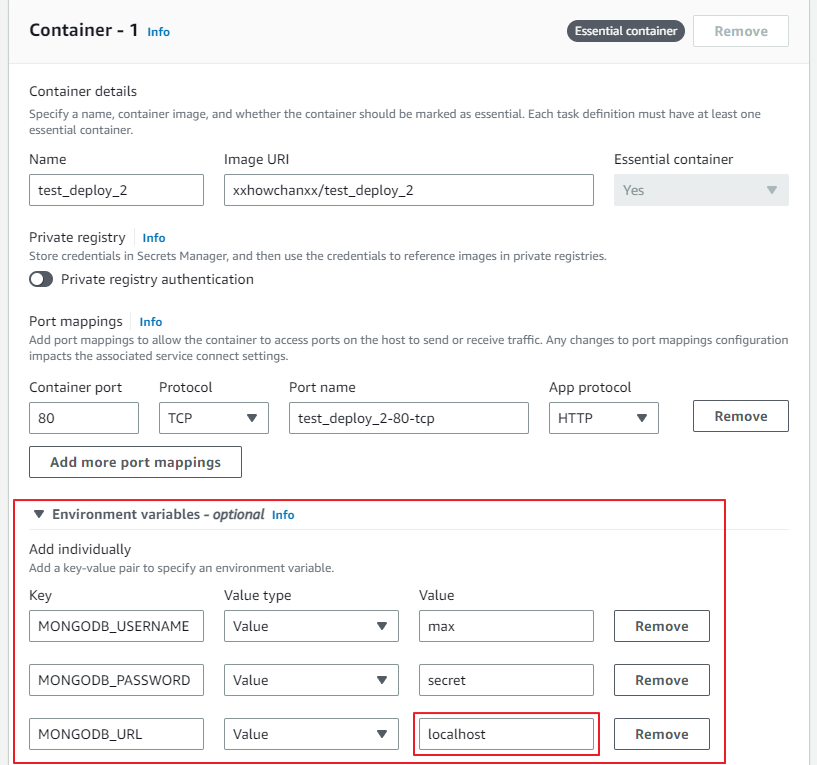 Container - 1 Info Essential container Remove
Container details
Specify a name, container image, and whether the container should be marked as essential. Each task definition must have at least one
essential container.
Name Image URI Essential container
test_deploy_2 xxhowchanxx/test_deploy_2 Yes
Private registry Info
Store credentials in Secrets Manager, and then use the credentials to reference images in private registries.
Private registry authentication
Port mappings Info
Add port mappings to allow the container to access ports on the host to send or receive traffic. Any changes to port mappings configuration
impacts the associated service connect settings.
Container port Protocol Port name App protocol
80 TCP test_deploy_2-80-tcp HTTP Remove
Add more port mappings
Environment variables - optional Info
Add individually
Add a key-value pair to specify an environment variable.
Key Value type Value
MONGODB_USERNAME Value max Remove
MONGODB_PASSWORD Value secret Remove
MONGODB_URL Value localhost Remove